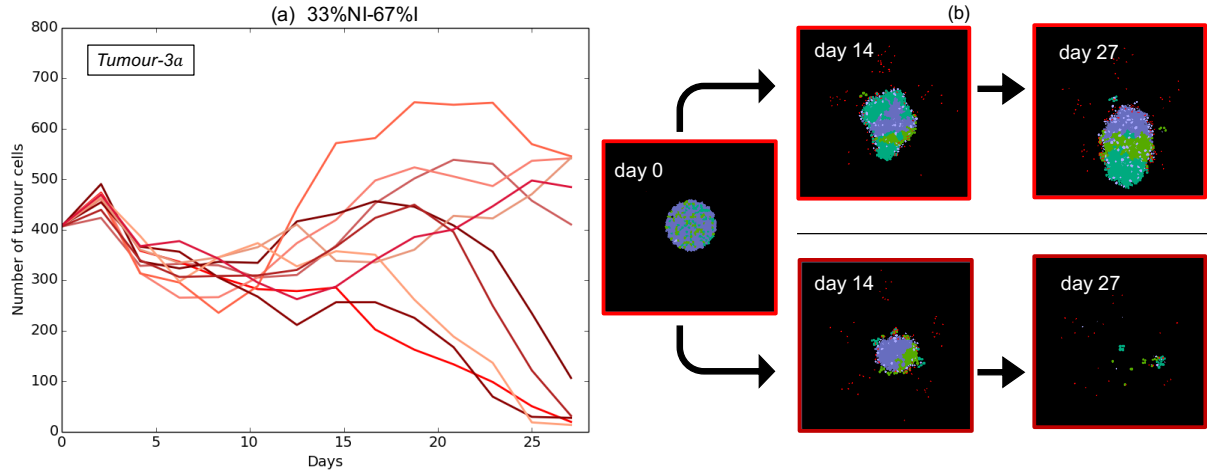 (a) 33%NI-67%I
(b)
Tumour-3a
Number of tumour cells
800
700
600
500
400
300
200
100
0
0 5 10 15 20 25
Days
day 0
day 14
day 27
day 14
day 27